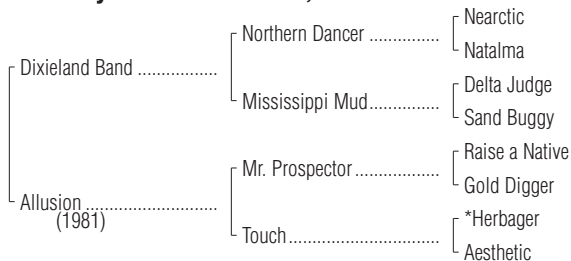 Nearctic
Northern Dancer ...............
Natalma
Dixieland Band .................
Delta Judge
Mississippi Mud...............
Sand Buggy
Raise a Native
Mr. Prospector ..................
Gold Digger
Allusion ............................
(1981)
*Herbager
Touch................................
Aesthetic